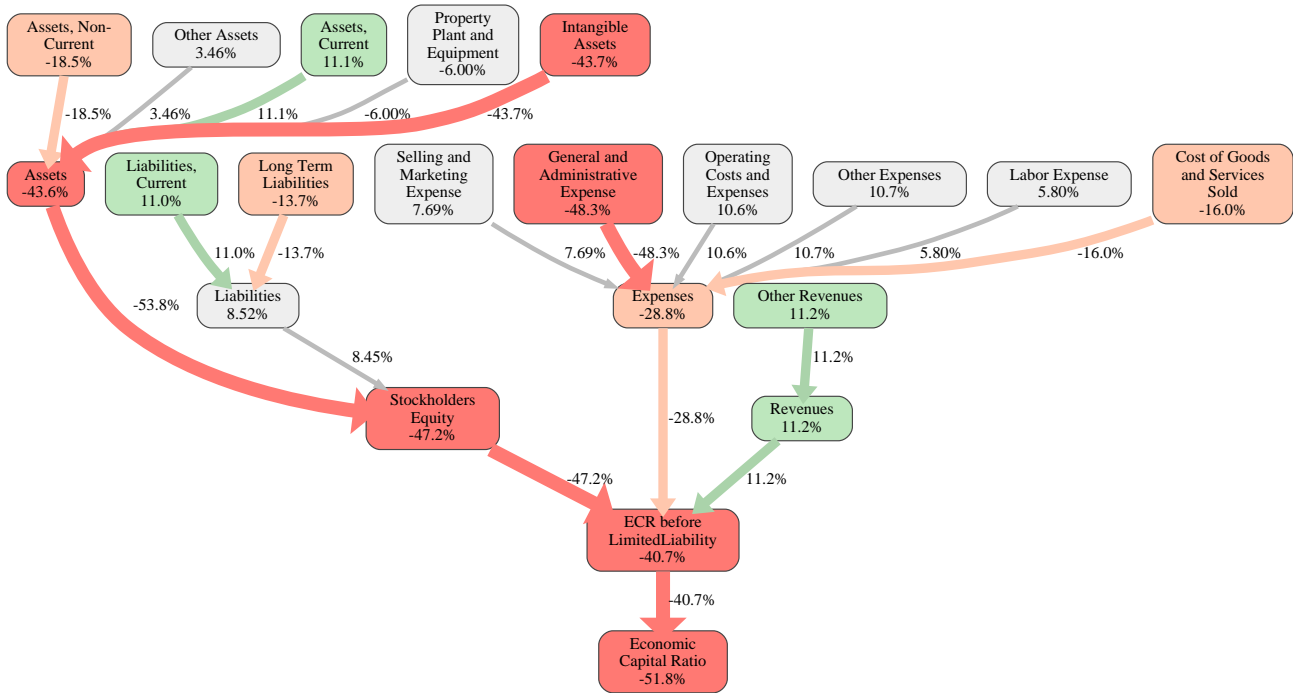 Assets, Non-
Current
-18.5%
Other Assets
3.46%
Assets,
Current
11.1%
Property
Plant and
Equipment
-6.00%
Intangible
Assets
-43.7%
-18.5%
3.46%
11.1%
-6.00%
-43.7%
Assets
-43.6%
Liabilities,
Current
11.0%
Long Term
Liabilities
-13.7%
Selling and
Marketing
Expense
7.69%
General and
Administrative
Expense
-48.3%
Operating
Costs and
Expenses
10.6%
Other Expenses
10.7%
Labor Expense
5.80%
Cost of Goods
and Services
Sold
-16.0%
11.0%
-13.7%
7.69%
-48.3%
10.6%
10.7%
5.80%
-16.0%
-53.8%
Liabilities
8.52%
Expenses
-28.8%
Other Revenues
11.2%
8.45%
11.2%
Stockholders
Equity
-47.2%
-28.8%
Revenues
11.2%
-47.2%
11.2%
ECR before
LimitedLiability
-40.7%
-40.7%
Economic
Capital Ratio
-51.8%